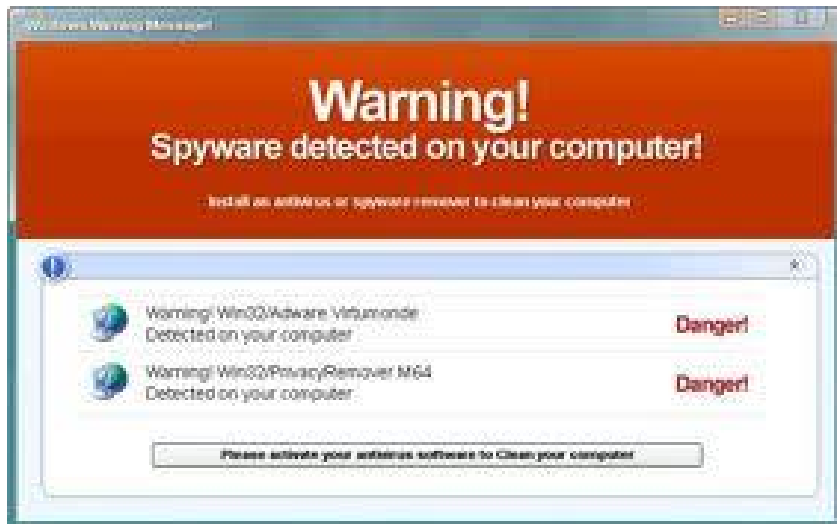 Windows Warning Message!
Warning!
Spyware detected on your computer!
Install as antivirus or spyware remover to clean your computer
Warning! Win32/Adware Virtumonde
Detected on your computer
Danger!
Warning! Win32/PrivacyRemover M64
Detected on your computer
Danger!
Please activate your antivirus software to Clean your computer